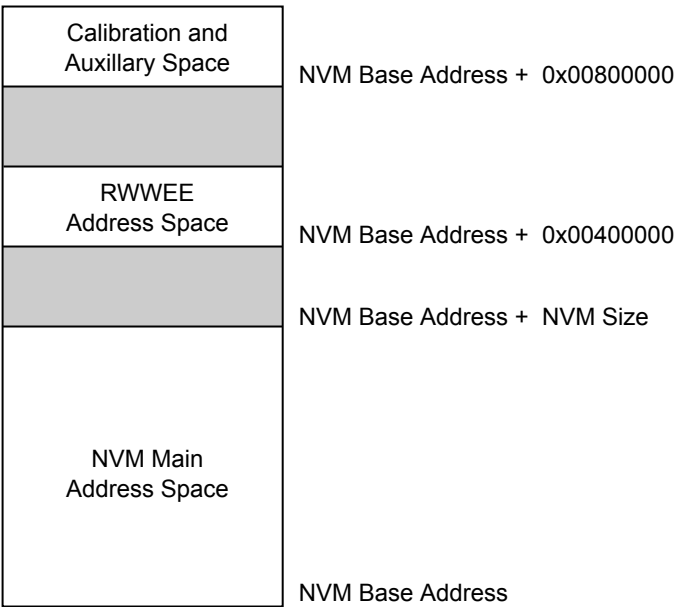 Calibration and
Auxillary Space
NVM Base Address + 0x00800000
RWWEE
Address Space
NVM Base Address + 0x00400000
NVM Base Address + NVM Size
NVM Main
Address Space
NVM Base Address